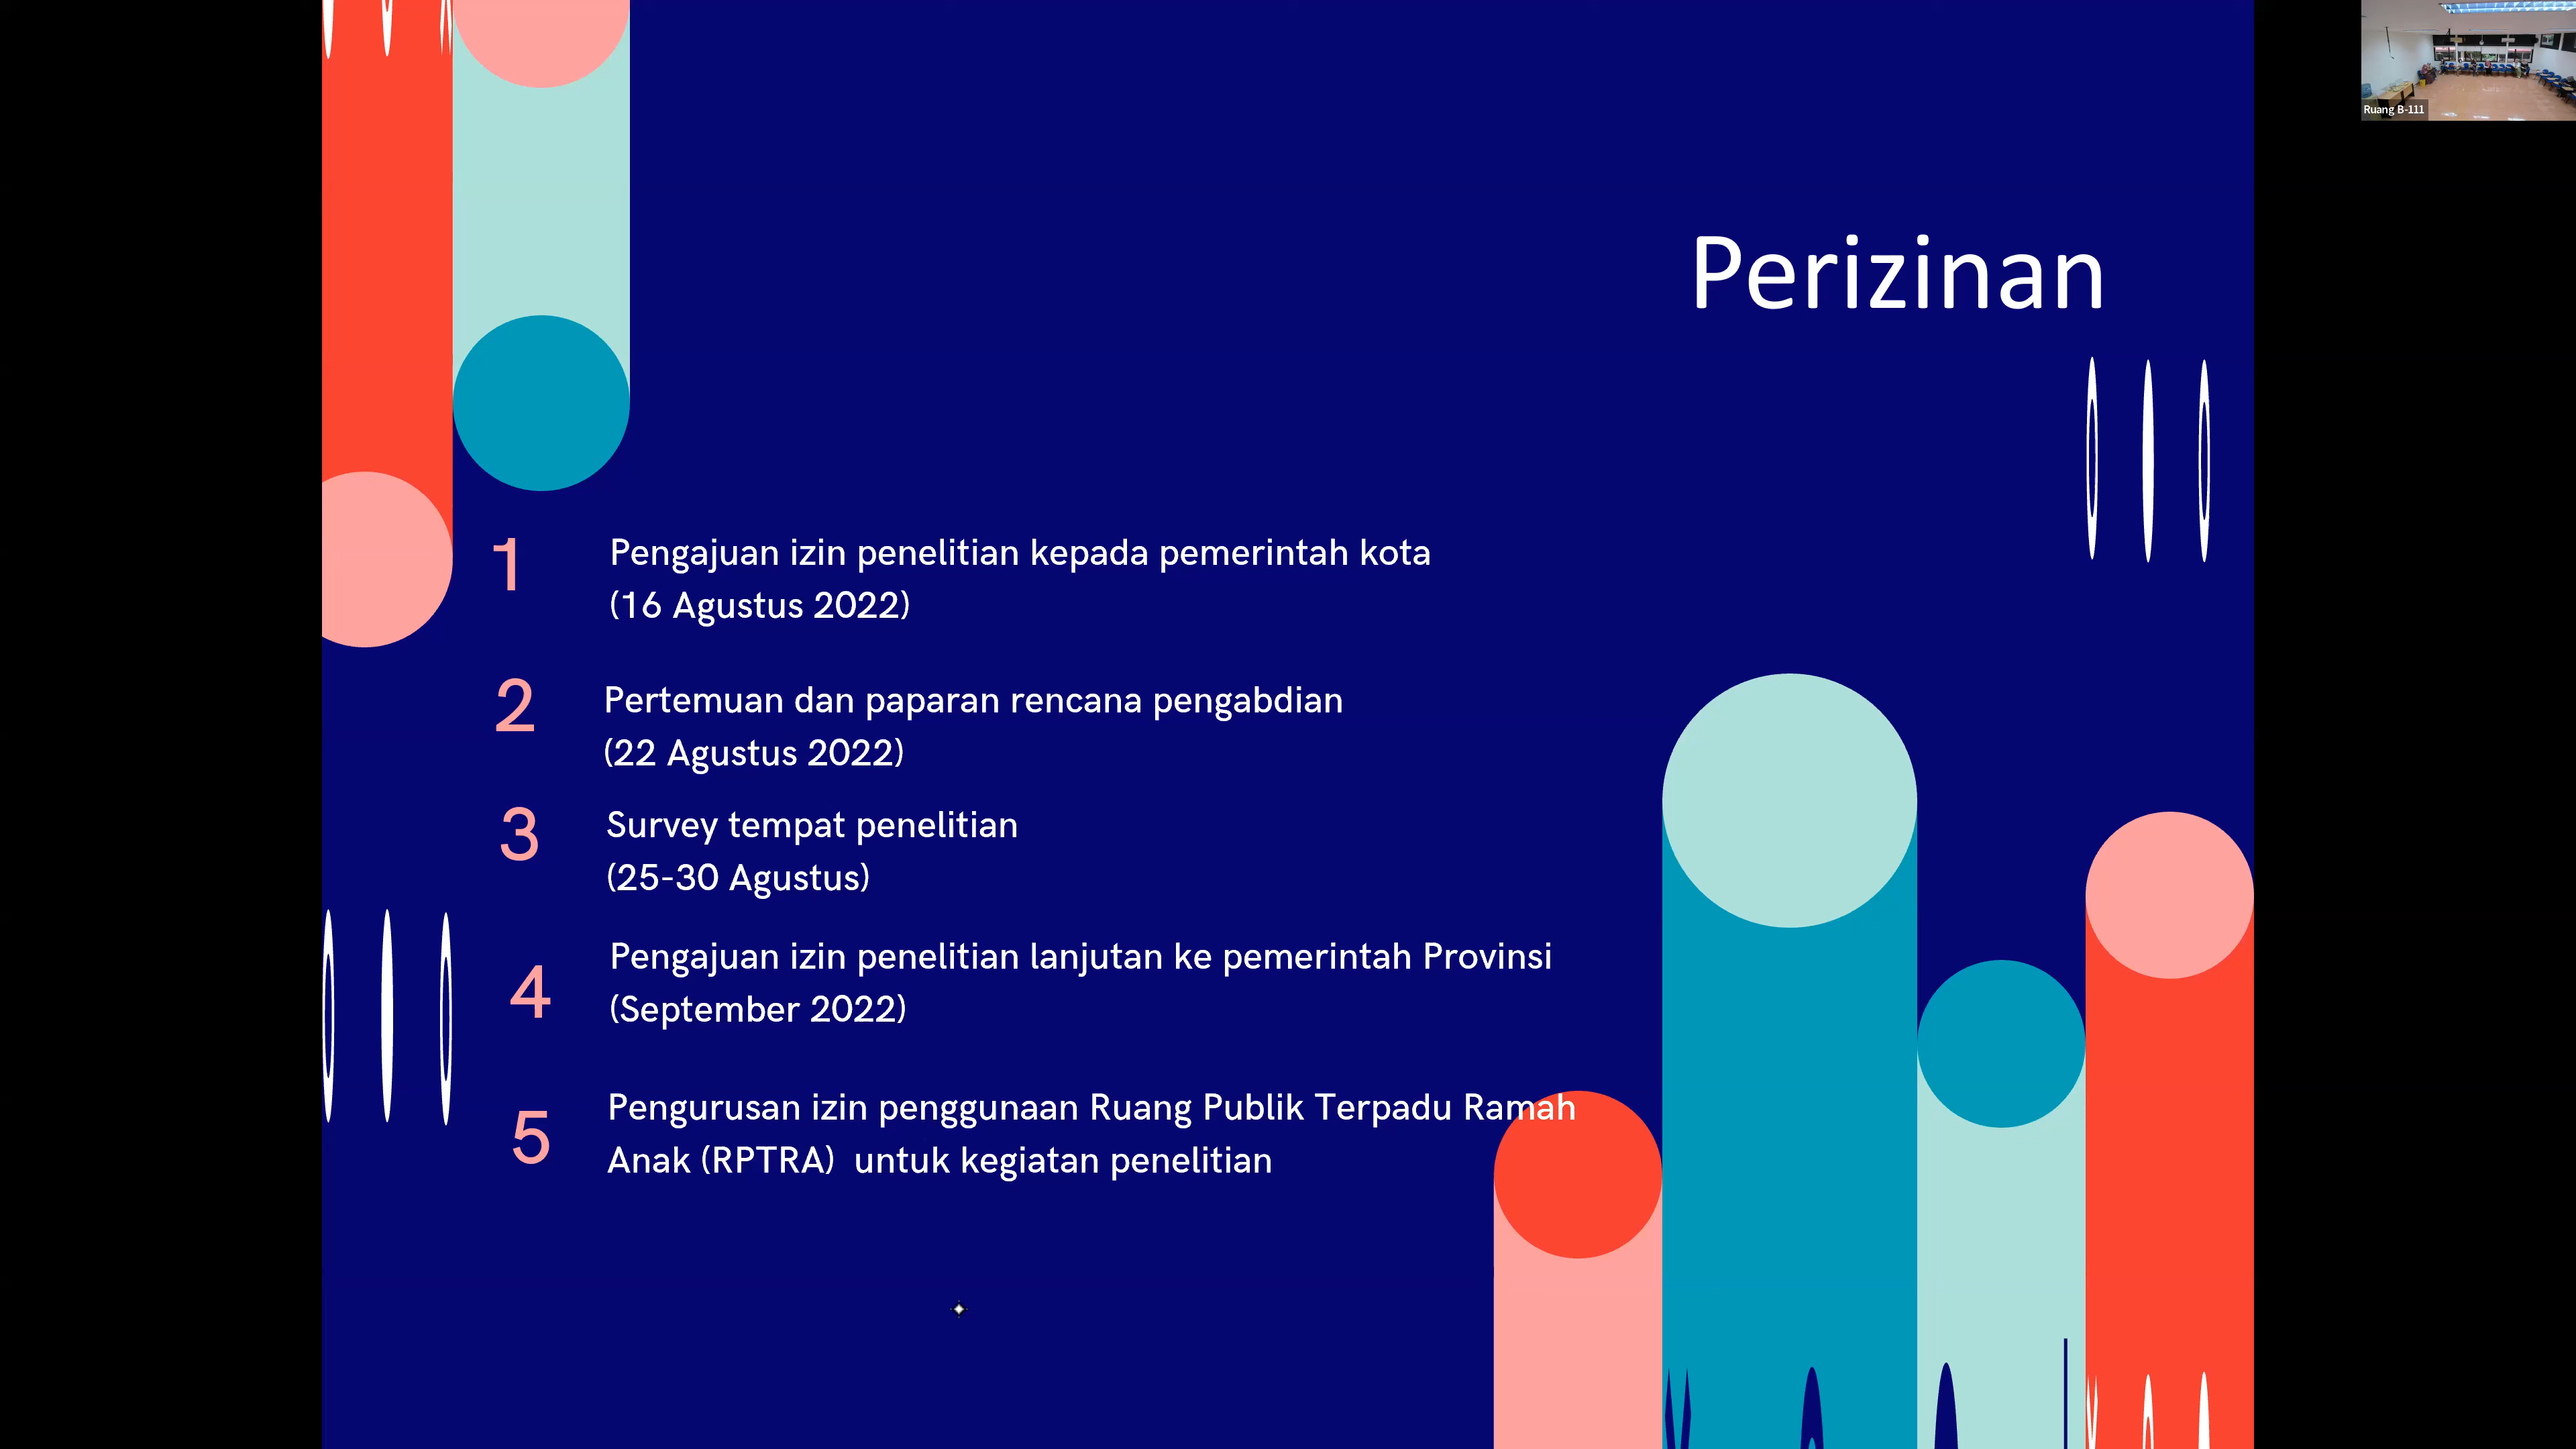 Ruang B-111
Perizinan
1
Pengajuan izin penelitian kepada pemerintah kota
(16 Agustus 2022)
2
Pertemuan dan paparan rencana pengabdian
(22 Agustus 2022)
3
Survey tempat penelitian
(25-30 Agustus)
4
Pengajuan izin penelitian lanjutan ke pemerintah Provinsi
(September 2022)
5
Pengurusan izin penggunaan Ruang Publik Terpadu Ramah
Anak (RPTRA) untuk kegiatan penelitian